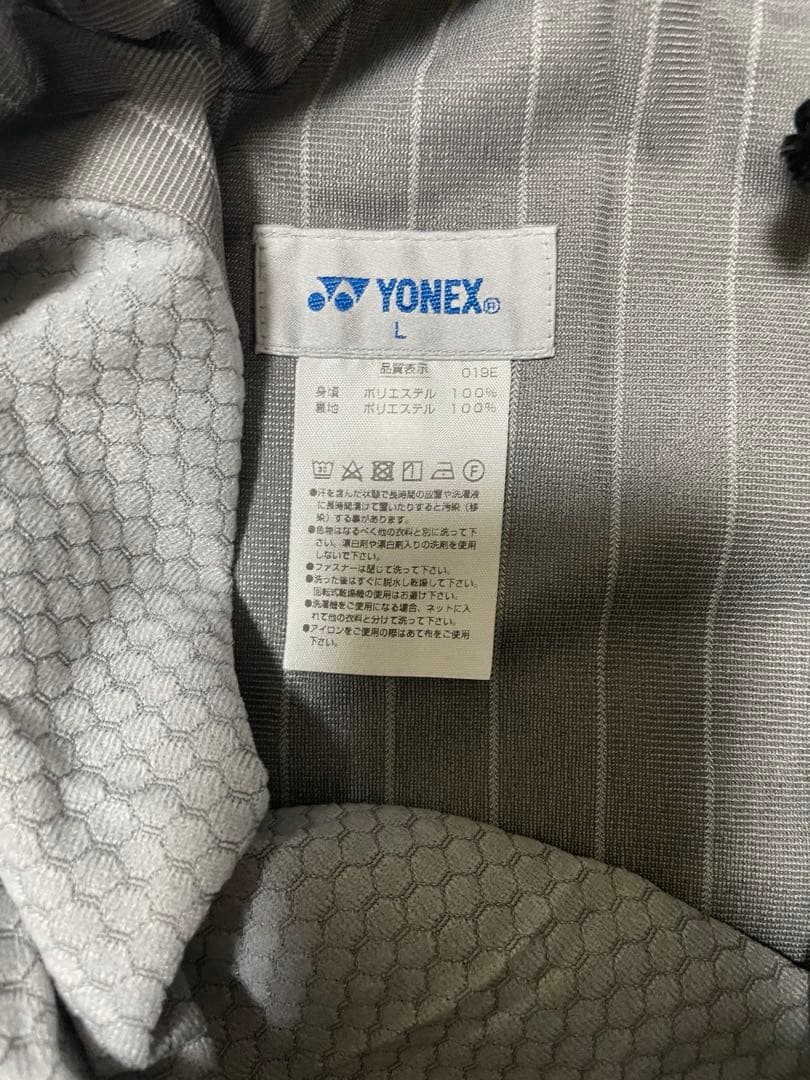 YONEX®
L
品質表示 019E
身頃 ポリエステル 100%
裏地 ポリエステル 100%
●汗を含んだ状態で長時間の放置や洗濯液
に長時間漬けて置いたりすると汚染（移
染）する事があります。
●色物はなるべく他の衣料と別に洗って下
さい。漂白剤や漂白剤入りの洗剤を使用
しないで下さい。
●ファスナーは閉じて洗って下さい。
●洗った後はすぐに脱水し乾燥して下さい。
回転式乾燥機の使用はお避け下さい。
●洗濯機をご使用になる場合、ネットに入
れて他の衣料と分けて洗って下さい。
●アイロンをご使用の際はあて布をご使用
下さい。